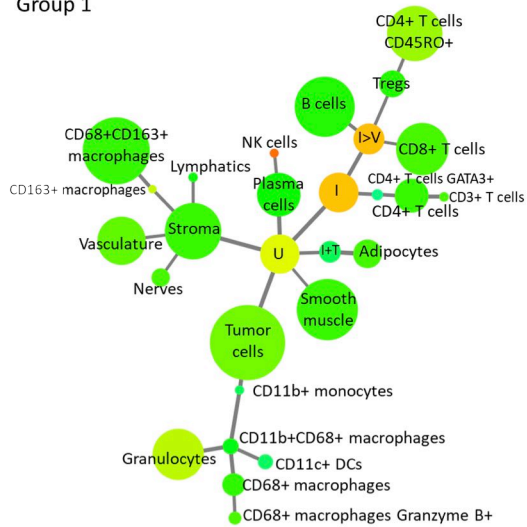 Group 1
CD4+ T cells
CD45RO+
Tregs
B cells
I>V
CD8+ T cells
NK cells
CD68+CD163+
macrophages
Lymphatics
CD163+ macrophages
Plasma
cells
I
CD4+ T cells GATA3+
CD3+ T cells
CD4+ T cells
Stroma
Vasculature
U
I+T
Adipocytes
Nerves
Smooth
muscle
Tumor
cells
CD11b+ monocytes
CD11b+CD68+ macrophages
Granulocytes
CD11c+ DCs
CD68+ macrophages
CD68+ macrophages Granzyme B+